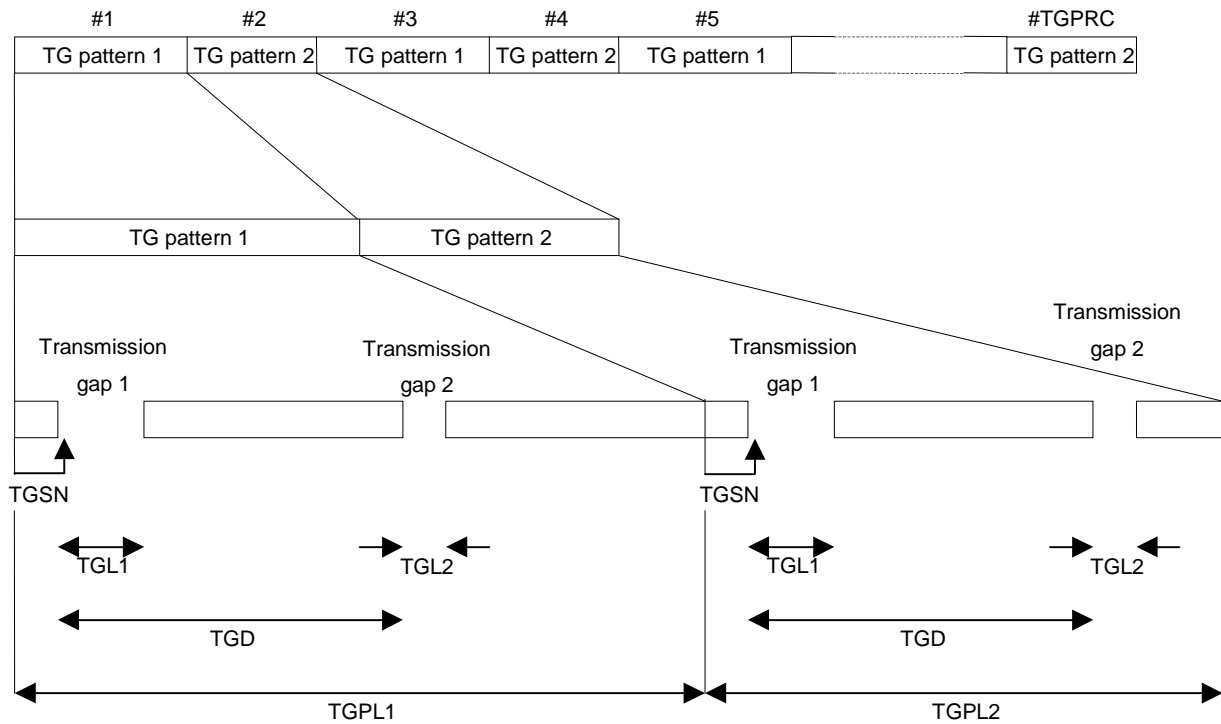 #1 #2 #3 #4 #5 #TGPRC
TG pattern 1 TG pattern 2 TG pattern 1 TG pattern 2 TG pattern 1 TG pattern 2
TG pattern 1 TG pattern 2
Transmission
gap 1
Transmission
gap 2
Transmission
gap 1
Transmission
gap 2
TGSN TGSN
TGL1 TGL2 TGL1 TGL2
TGD TGD
TGPL1 TGPL2